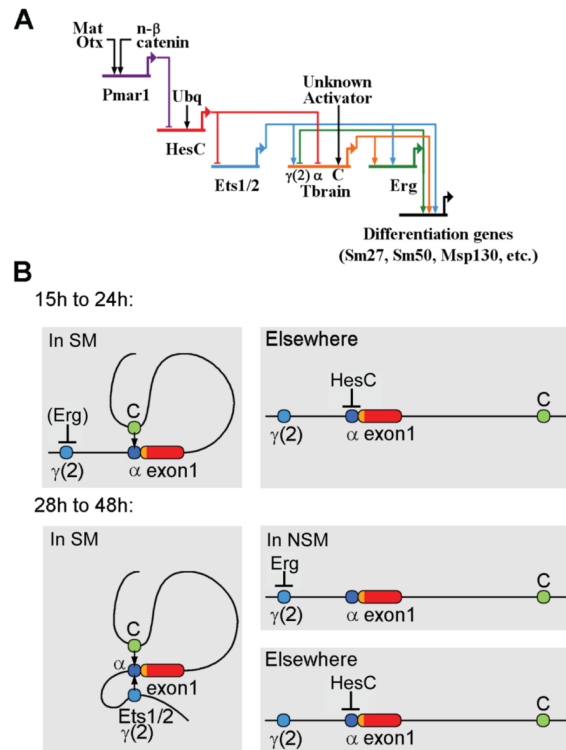 A
Mat n-β
Otx catenin
Pmar1
Ubq
HesC
Unknown
Activator
Ets1/2
γ(2) α C
Tbrain
Erg
Differentiation genes
(Sm27, Sm50, Msp130, etc.)
B
15h to 24h:
In SM
C
(Erg)
γ(2)
α exon1
Elsewhere
HesC
C
γ(2)
α exon1
28h to 48h:
In SM
C
α
exon1
Ets1/2
γ(2)
In NSM
Erg
C
γ(2)
α exon1
Elsewhere
HesC
C
γ(2)
α exon1